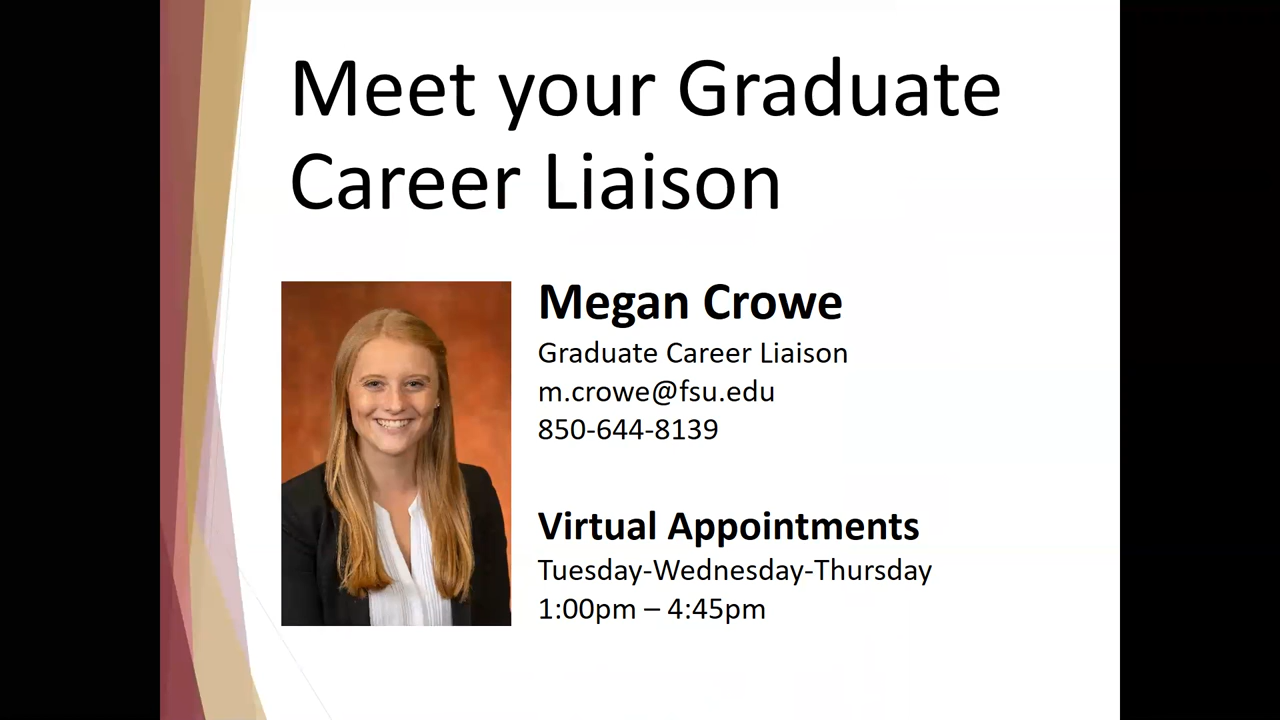 Meet your Graduate
Career Liaison
Megan Crowe
Graduate Career Liaison
m.crowe@fsu.edu
850-644-8139
Virtual Appointments
Tuesday-Wednesday-Thursday
1:00pm – 4:45pm